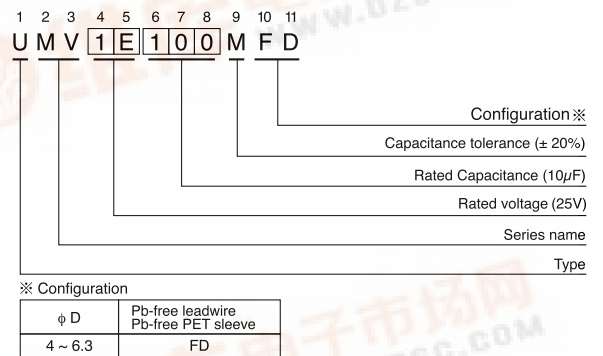 1 2 3 4 5 6 7 8 9 10 11
U M V 1 E 1 0 0 M F D
Configuration※
Capacitance tolerance (± 20%)
Rated Capacitance (10µF)
Rated voltage (25V)
Series name
Type
※ Configuration
ϕ D
Pb-free leadwire
Pb-free PET sleeve
4 ~ 6.3
FD